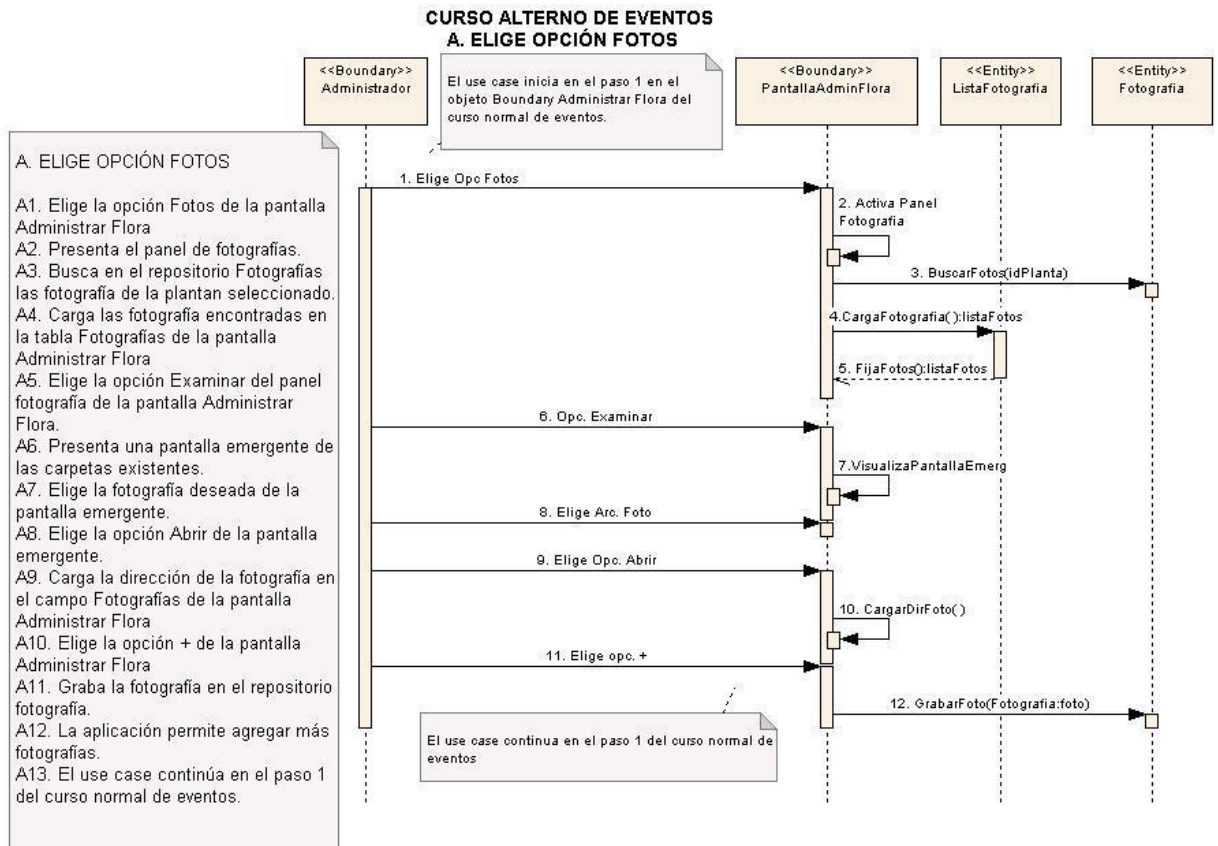 CURSO ALTERNO DE EVENTOS
A. ELIGE OPCIÓN FOTOS
<<Boundary>>
Administrador
El use case inicia en el paso 1 en el
objeto Boundary Administrar Flora del
curso normal de eventos.
<<Boundary>>
PantallaAdminFlora
<<Entity>>
ListaFotografia
<<Entity>>
Fotografia
A. ELIGE OPCIÓN FOTOS
A1. Elige la opción Fotos de la pantalla
Administrar Flora
A2. Presenta el panel de fotografías.
A3. Busca en el repositorio Fotografías
las fotografía de la plantan seleccionado.
A4. Carga las fotografía encontradas en
la tabla Fotografías de la pantalla
Administrar Flora
A5. Elige la opción Examinar del panel
fotografía de la pantalla Administrar
Flora.
A6. Presenta una pantalla emergente de
las carpetas existentes.
A7. Elige la fotografía deseada de la
pantalla emergente.
A8. Elige la opción Abrir de la pantalla
emergente.
A9. Carga la dirección de la fotografía en
el campo Fotografías de la pantalla
Administrar Flora
A10. Elige la opción + de la pantalla
Administrar Flora
A11. Graba la fotografía en el repositorio
fotografía.
A12. La aplicación permite agregar más
fotografías.
A13. El use case continúa en el paso 1
del curso normal de eventos.
1. Elige Opc Fotos
2. Activa Panel
Fotografia
3. BuscarFotos(idPlanta)
4.CargaFotografia( ):listaFotos
5. FijaFotos():listaFotos
6. Opc. Examinar
7.VisualizaPantallaEmerg
8. Elige Arc. Foto
9. Elige Opc. Abrir
10. CargarDirFoto( )
11. Elige opc. +
12. GrabarFoto(Fotografia:foto)
El use case continua en el paso 1 del curso normal de
eventos